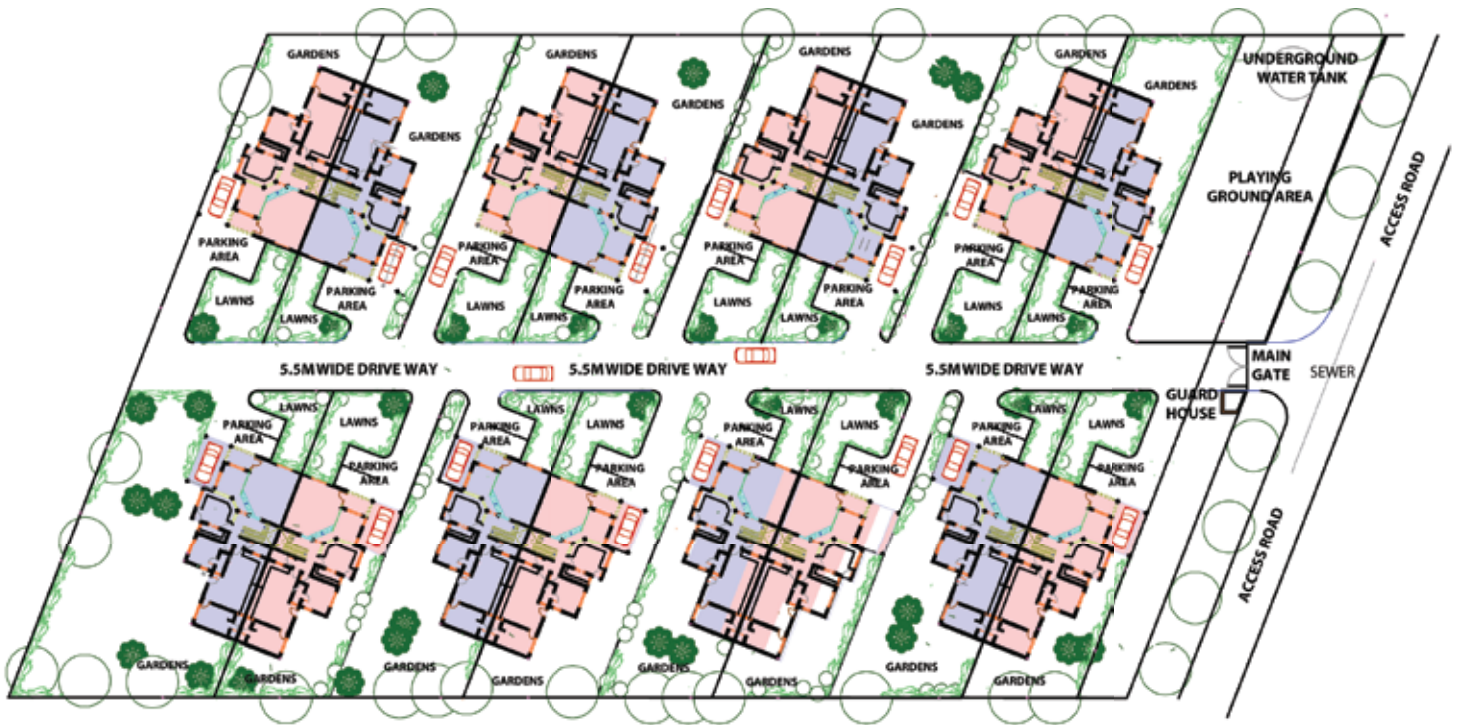 GARDENS
GARDENS
GARDENS
GARDENS
UNDERGROUND
WATER TANK
GARDENS
GARDENS
GARDENS
GARDENS
PLAYING
GROUND AREA
ACCESS ROAD
PARKING
AREA
PARKING
AREA
PARKING
AREA
PARKING
AREA
PARKING
AREA
PARKING
AREA
PARKING
AREA
PARKING
AREA
LAWNS
LAWNS
LAWNS
LAWNS
LAWNS
LAWNS
LAWNS
LAWNS
5.5M WIDE DRIVE WAY
5.5M WIDE DRIVE WAY
5.5M WIDE DRIVE WAY
MAIN
GATE
SEWER
GUARD
HOUSE
LAWNS
LAWNS
LAWNS
LAWNS
LAWNS
LAWNS
LAWNS
LAWNS
PARKING
AREA
PARKING
AREA
PARKING
AREA
PARKING
AREA
PARKING
AREA
PARKING
AREA
PARKING
AREA
PARKING
AREA
ACCESS ROAD
GARDENS
GARDENS
GARDENS
GARDENS
GARDENS
GARDENS
GARDENS
GARDENS